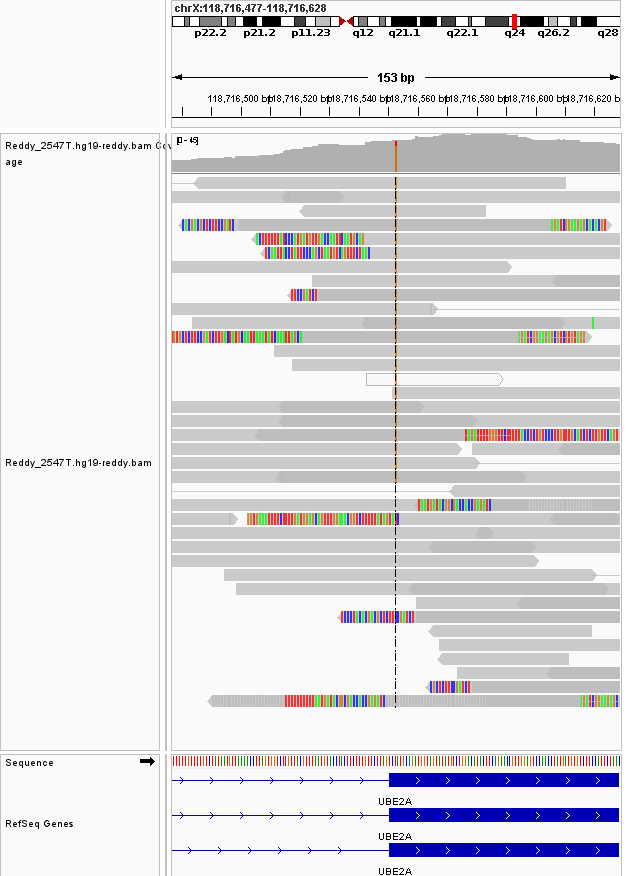 chrX:118,716,477-118,716,628
p22.2 p21.2 p11.23 q12 q21.1 q22.1 q24 q26.2 q28
153 bp
118,716,500 bp 118,716,520 bp 118,716,540 bp 118,716,560 bp 118,716,580 bp 118,716,600 bp 118,716,620 b
Reddy_2547T.hg19-reddy.bam Cov
age
[0 - 45]
Reddy_2547T.hg19-reddy.bam
Sequence
UBE2A
RefSeq Genes
UBE2A
UBE2A